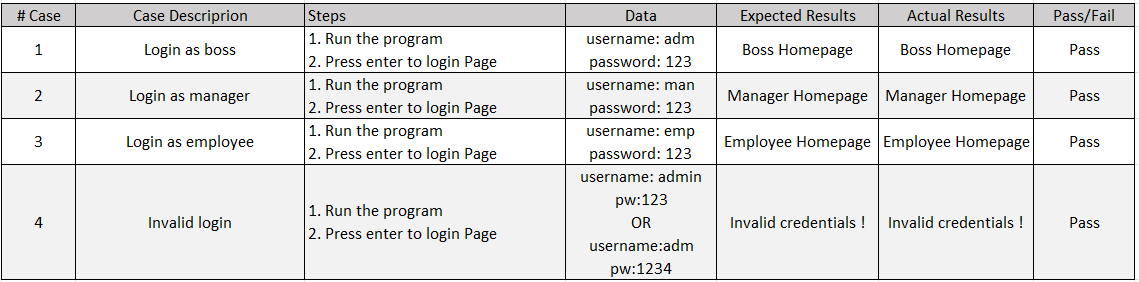 # Case Case Descriprion Steps Data Expected Results Actual Results Pass/Fail
1 Login as boss 1. Run the program 2. Press enter to login Page username: adm password: 123 Boss Homepage Boss Homepage Pass
2 Login as manager 1. Run the program 2. Press enter to login Page username: man password: 123 Manager Homepage Manager Homepage Pass
3 Login as employee 1. Run the program 2. Press enter to login Page username: emp password: 123 Employee Homepage Employee Homepage Pass
4 Invalid login 1. Run the program 2. Press enter to login Page username: admin pw:123 OR username:adm pw:1234 Invalid credentials ! Invalid credentials ! Pass